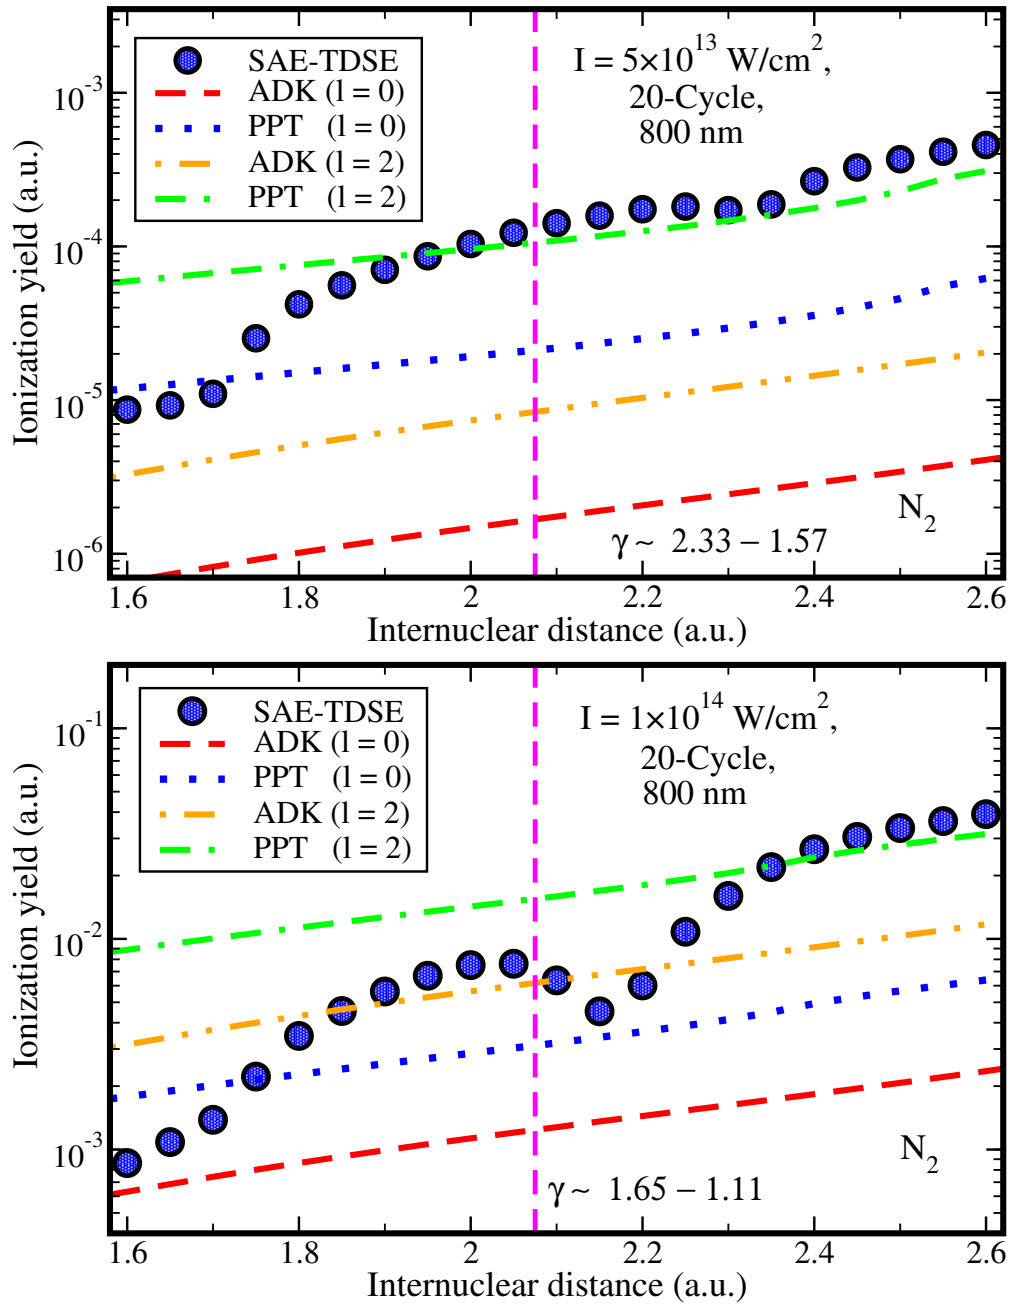 SAE-TDSE
ADK (l = 0)
PPT (l = 0)
ADK (l = 2)
PPT (l = 2)
I = 5×10^13 W/cm^2,
20-Cycle,
800 nm
Ionization yield (a.u.)
10^-3
10^-4
10^-5
10^-6
N_2
γ ~ 2.33 – 1.57
1.6 1.8 2 2.2 2.4 2.6
Internuclear distance (a.u.)
SAE-TDSE
ADK (l = 0)
PPT (l = 0)
ADK (l = 2)
PPT (l = 2)
I = 1×10^14 W/cm^2,
20-Cycle,
800 nm
Ionization yield (a.u.)
10^-1
10^-2
10^-3
N_2
γ ~ 1.65 – 1.11
1.6 1.8 2 2.2 2.4 2.6
Internuclear distance (a.u.)